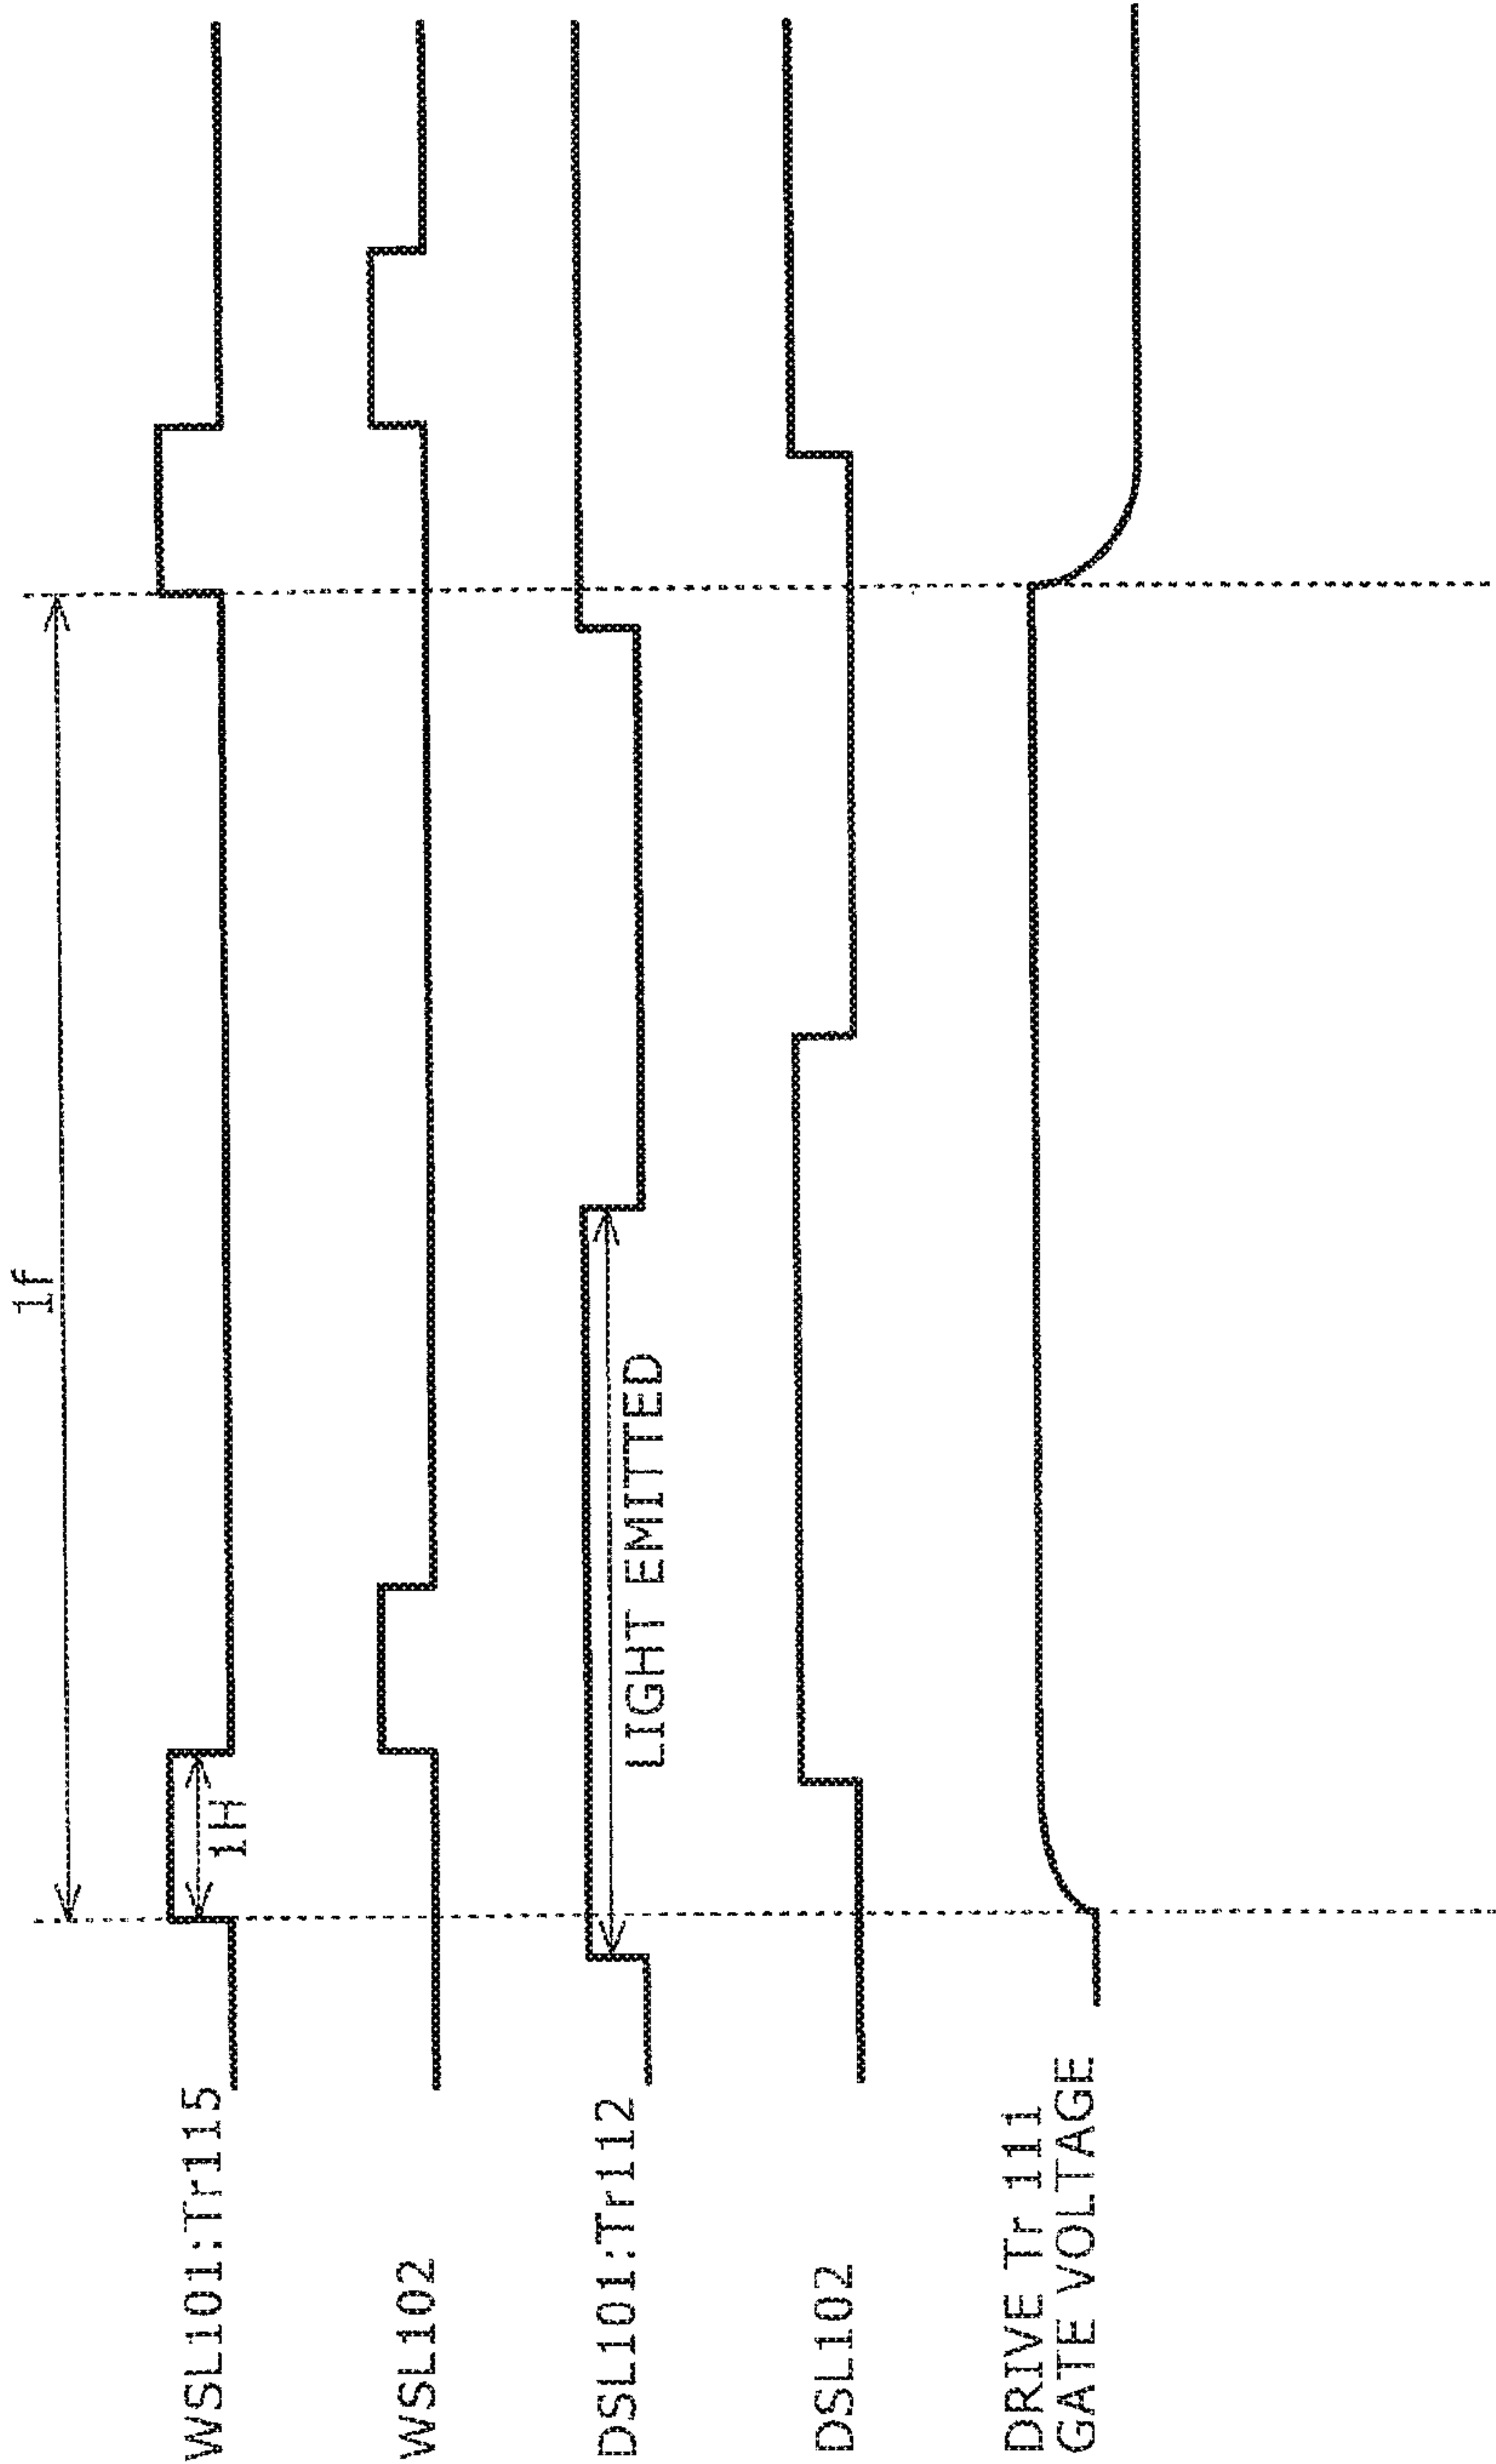 1f
WSL101:Tr115
1H
WSL102
DSL101:Tr112
LIGHT EMITTED
DSL102
DRIVE Tr 111
GATE VOLTAGE